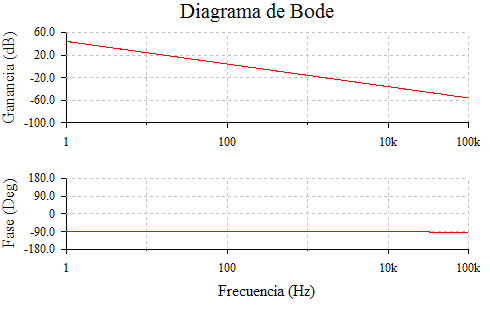 Diagrama de Bode
Ganancia (dB)
60.0
20.0
-20.0
-60.0
-100.0
1
100
10k
100k
Fase (Deg)
180.0
90.0
0
-90.0
-180.0
1
100
10k
100k
Frecuencia (Hz)